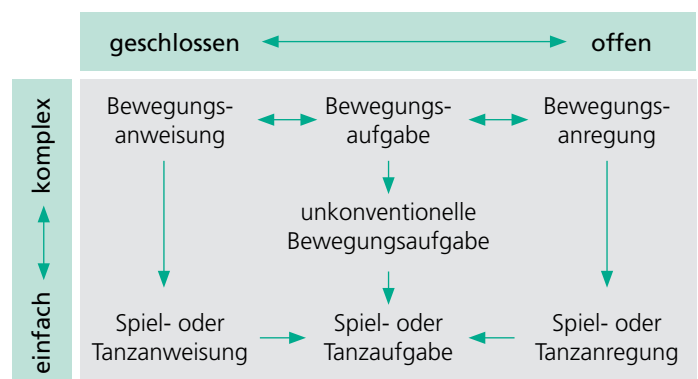 geschlossen offen
komplex
einfach
Bewegungs-
anweisung
Bewegungs-
aufgabe
Bewegungs-
anregung
unkonventionelle
Bewegungsaufgabe
Spiel- oder
Tanzanweisung
Spiel- oder
Tanzaufgabe
Spiel- oder
Tanzanregung